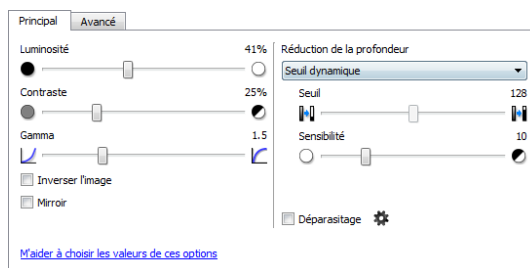 Principal Avancé
Luminosité 41%
Contraste 25%
Gamma 1.5
Inverser l'image
Mirroir
M'aider à choisir les valeurs de ces options
Réduction de la profondeur
Seuil dynamique
Seuil 128
Sensibilité 10
Déparasitage